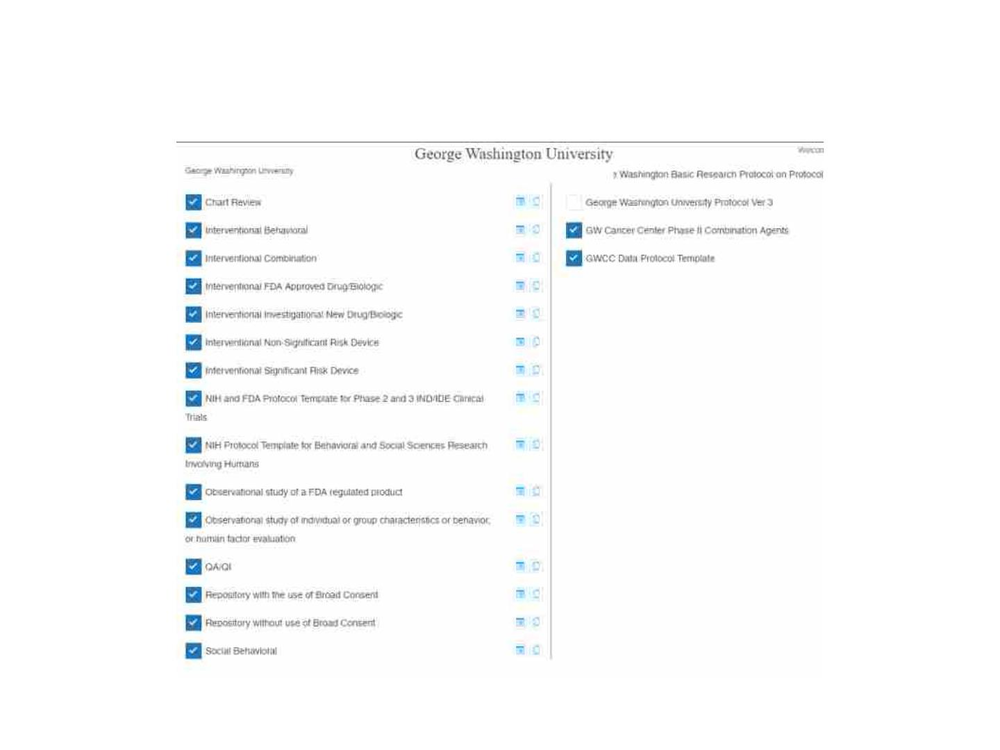 George Washington University
George Washington University
Washington Basic Research Protocol on Protocol
Chart Review
Interventional Behavioral
Interventional Combination
Interventional FDA Approved Drug/Biologic
Interventional Investigational New Drug/Biologic
Interventional Non-Significant Risk Device
Interventional Significant Risk Device
NIH and FDA Protocol Template for Phase 2 and 3 IND/IDE Clinical
Trials
NIH Protocol Template for Behavioral and Social Sciences Research
Involving Humans
Observational study of a FDA regulated product
Observational study of individual or group characteristics or behavior,
or human factor evaluation
QA/QI
Repository with the use of Broad Consent
Repository without use of Broad Consent
Social Behavioral
George Washington University Protocol Ver 3
GW Cancer Center Phase II Combination Agents
GWCC Data Protocol Template